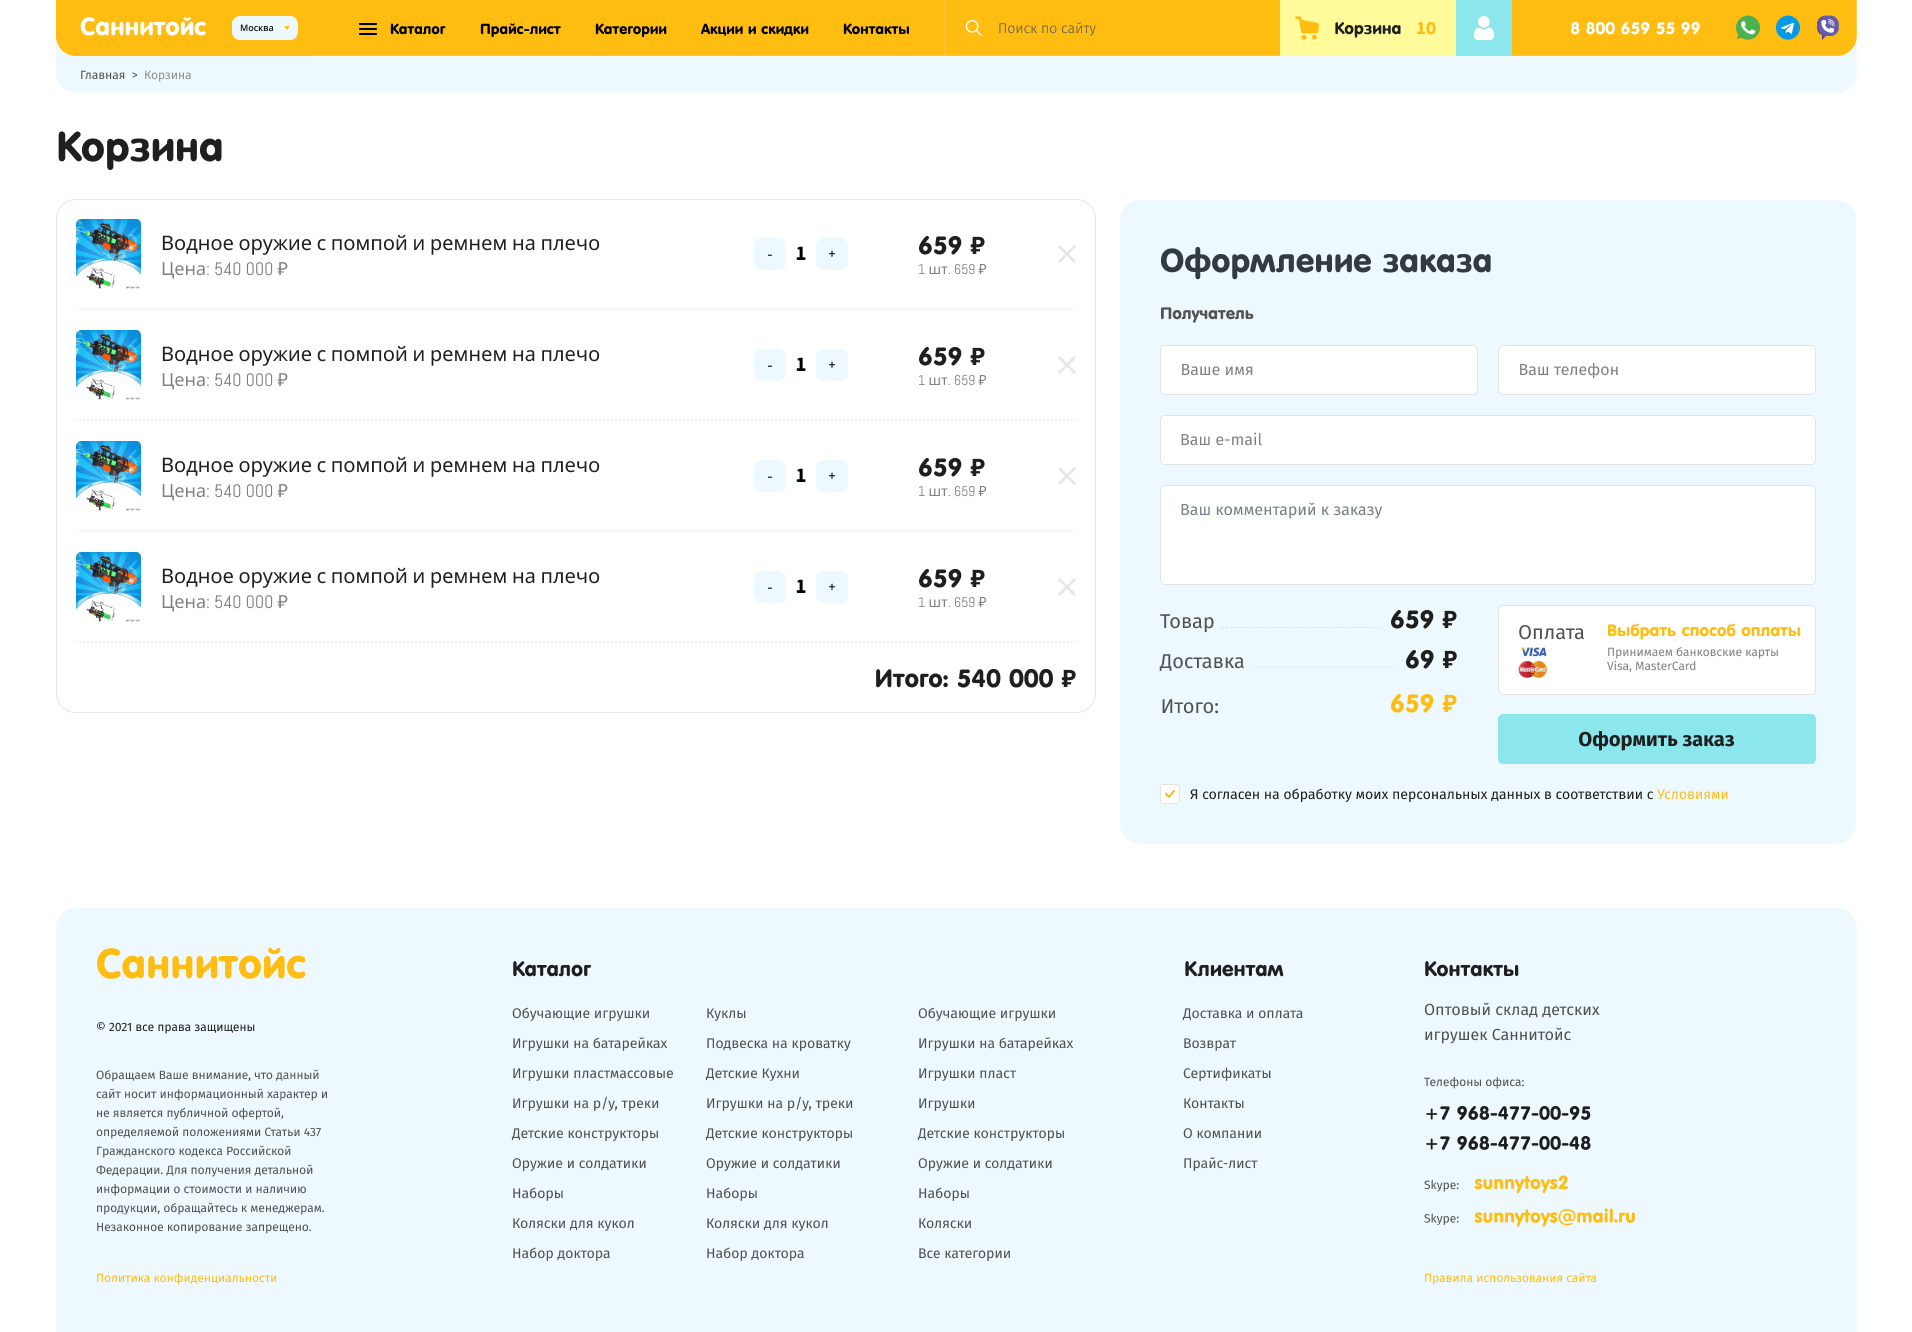 Саннитойс
Москва
Каталог
Прайс-лист
Категории
Акции и скидки
Контакты
Поиск по сайту
Корзина 10
8 800 659 55 99
Главная > Корзина
Корзина
Водное оружие с помпой и ремнем на плечо
Цена: 540 000 ₽
- 1 +
659 ₽
1 шт. 659 ₽
Водное оружие с помпой и ремнем на плечо
Цена: 540 000 ₽
- 1 +
659 ₽
1 шт. 659 ₽
Водное оружие с помпой и ремнем на плечо
Цена: 540 000 ₽
- 1 +
659 ₽
1 шт. 659 ₽
Водное оружие с помпой и ремнем на плечо
Цена: 540 000 ₽
- 1 +
659 ₽
1 шт. 659 ₽
Итого: 540 000 ₽
Оформление заказа
Получатель
Ваше имя
Ваш телефон
Ваш e-mail
Ваш комментарий к заказу
Товар 659 ₽
Доставка 69 ₽
Итого: 659 ₽
Оплата
VISA
MasterCard
Выбрать способ оплаты
Принимаем банковские карты
Visa, MasterCard
Оформить заказ
Я согласен на обработку моих персональных данных в соответствии с Условиями
Саннитойс
© 2021 все права защищены
Обращаем Ваше внимание, что данный
сайт носит информационный характер и
не является публичной офертой,
определяемой положениями Статьи 437
Гражданского кодекса Российской
Федерации. Для получения детальной
информации о стоимости и наличию
продукции, обращайтесь к менеджерам.
Незаконное копирование запрещено.
Политика конфиденциальности
Каталог
Обучающие игрушки
Игрушки на батарейках
Игрушки пластмассовые
Игрушки на р/у, треки
Детские конструкторы
Оружие и солдатики
Наборы
Коляски для кукол
Набор доктора
Куклы
Подвеска на кроватку
Детские Кухни
Игрушки на р/у, треки
Детские конструкторы
Оружие и солдатики
Наборы
Коляски для кукол
Набор доктора
Обучающие игрушки
Игрушки на батарейках
Игрушки пласт
Игрушки
Детские конструкторы
Оружие и солдатики
Наборы
Коляски
Все категории
Клиентам
Доставка и оплата
Возврат
Сертификаты
Контакты
О компании
Прайс-лист
Контакты
Оптовый склад детских
игрушек Саннитойс
Телефоны офиса:
+7 968-477-00-95
+7 968-477-00-48
Skype: sunnytoys2
Skype: sunnytoys@mail.ru
Правила использования сайта